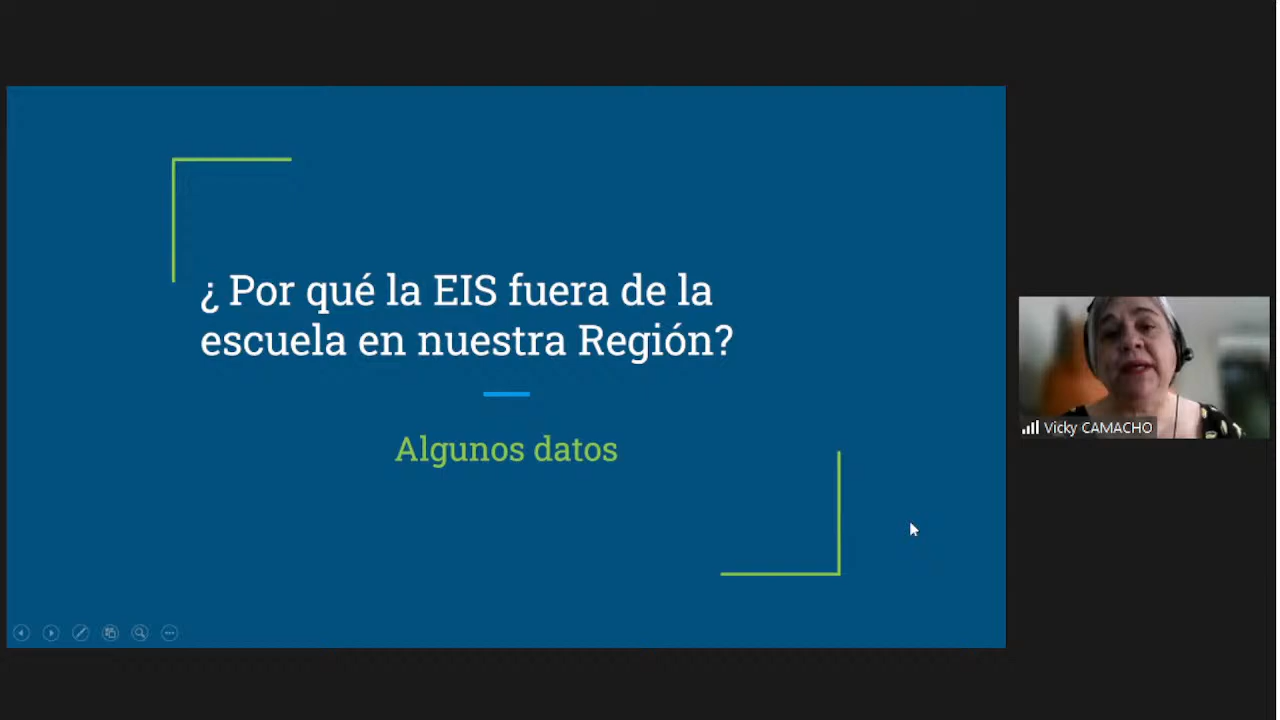 ¿ Por qué la EIS fuera de la
escuela en nuestra Región?
Algunos datos
Vicky CAMACHO